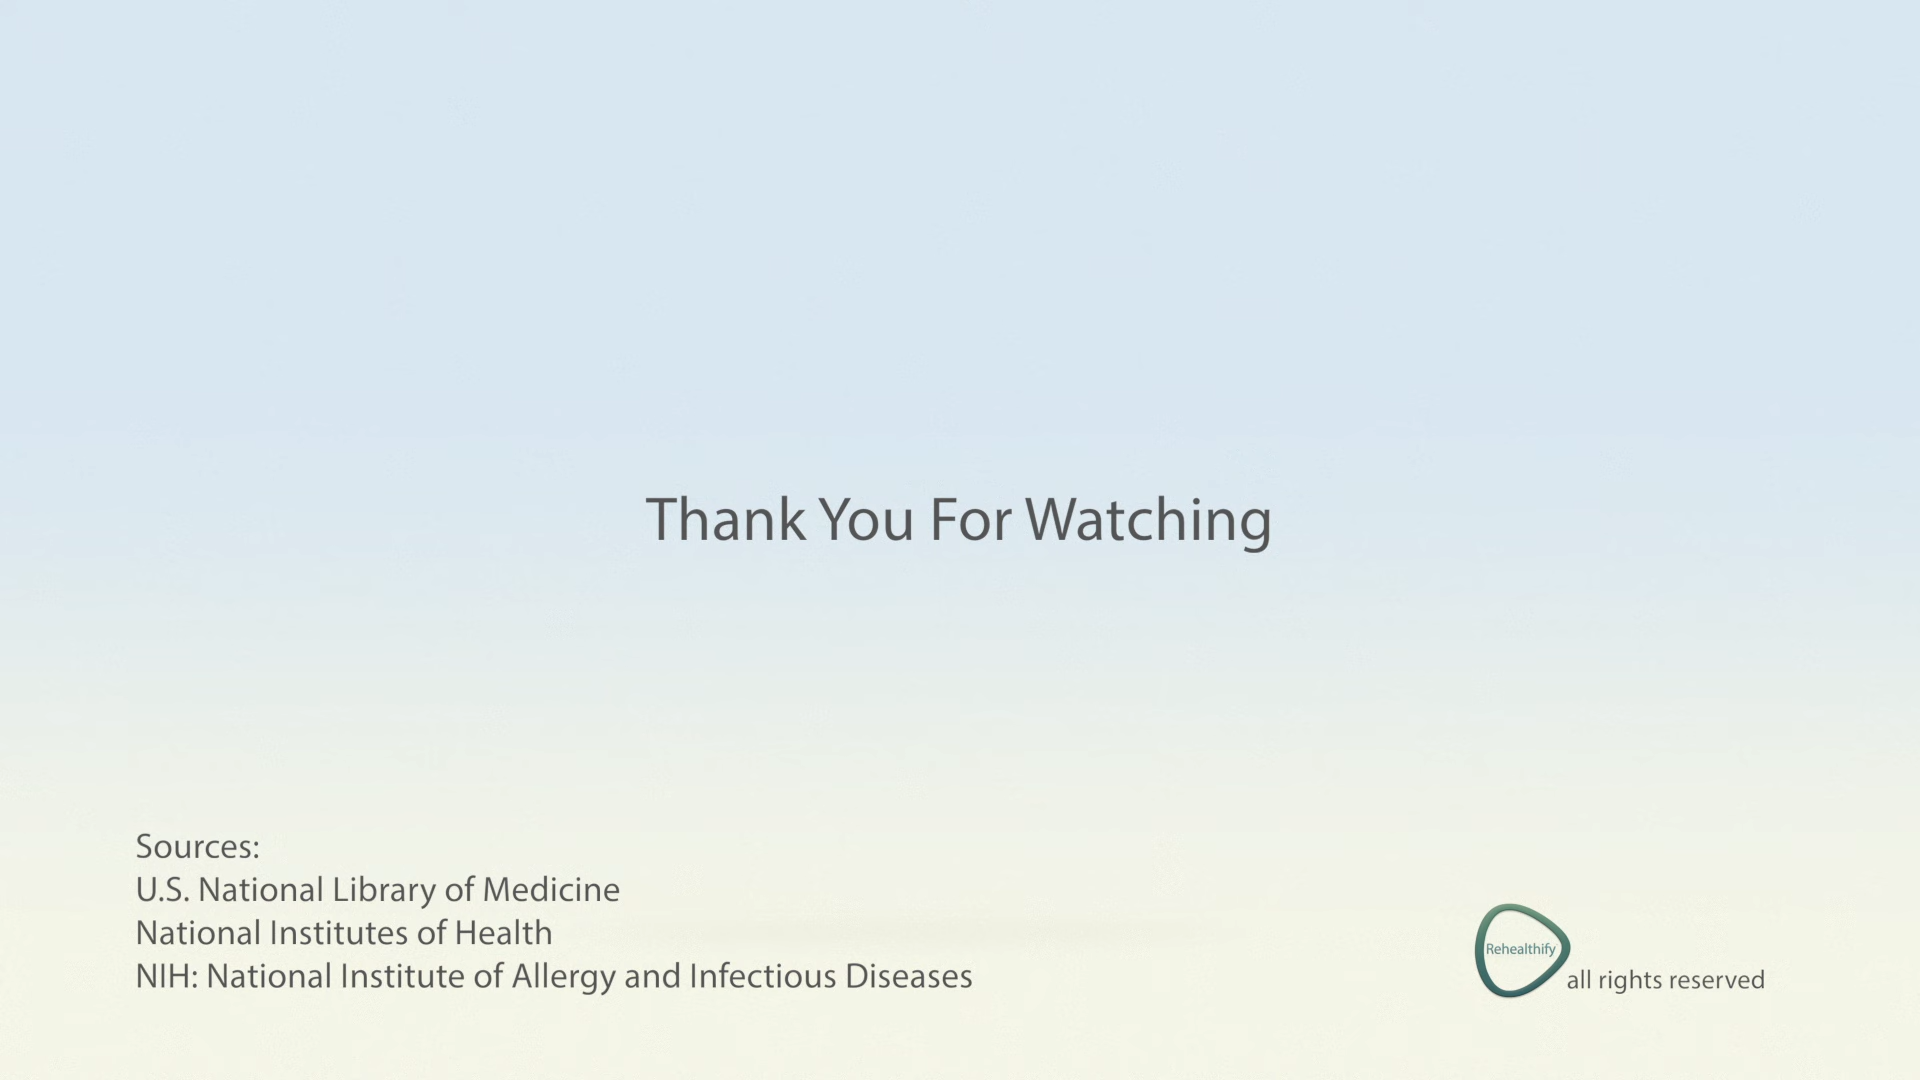 Thank You For Watching
Sources:
U.S. National Library of Medicine
National Institutes of Health
NIH: National Institute of Allergy and Infectious Diseases
Rehealthify
all rights reserved